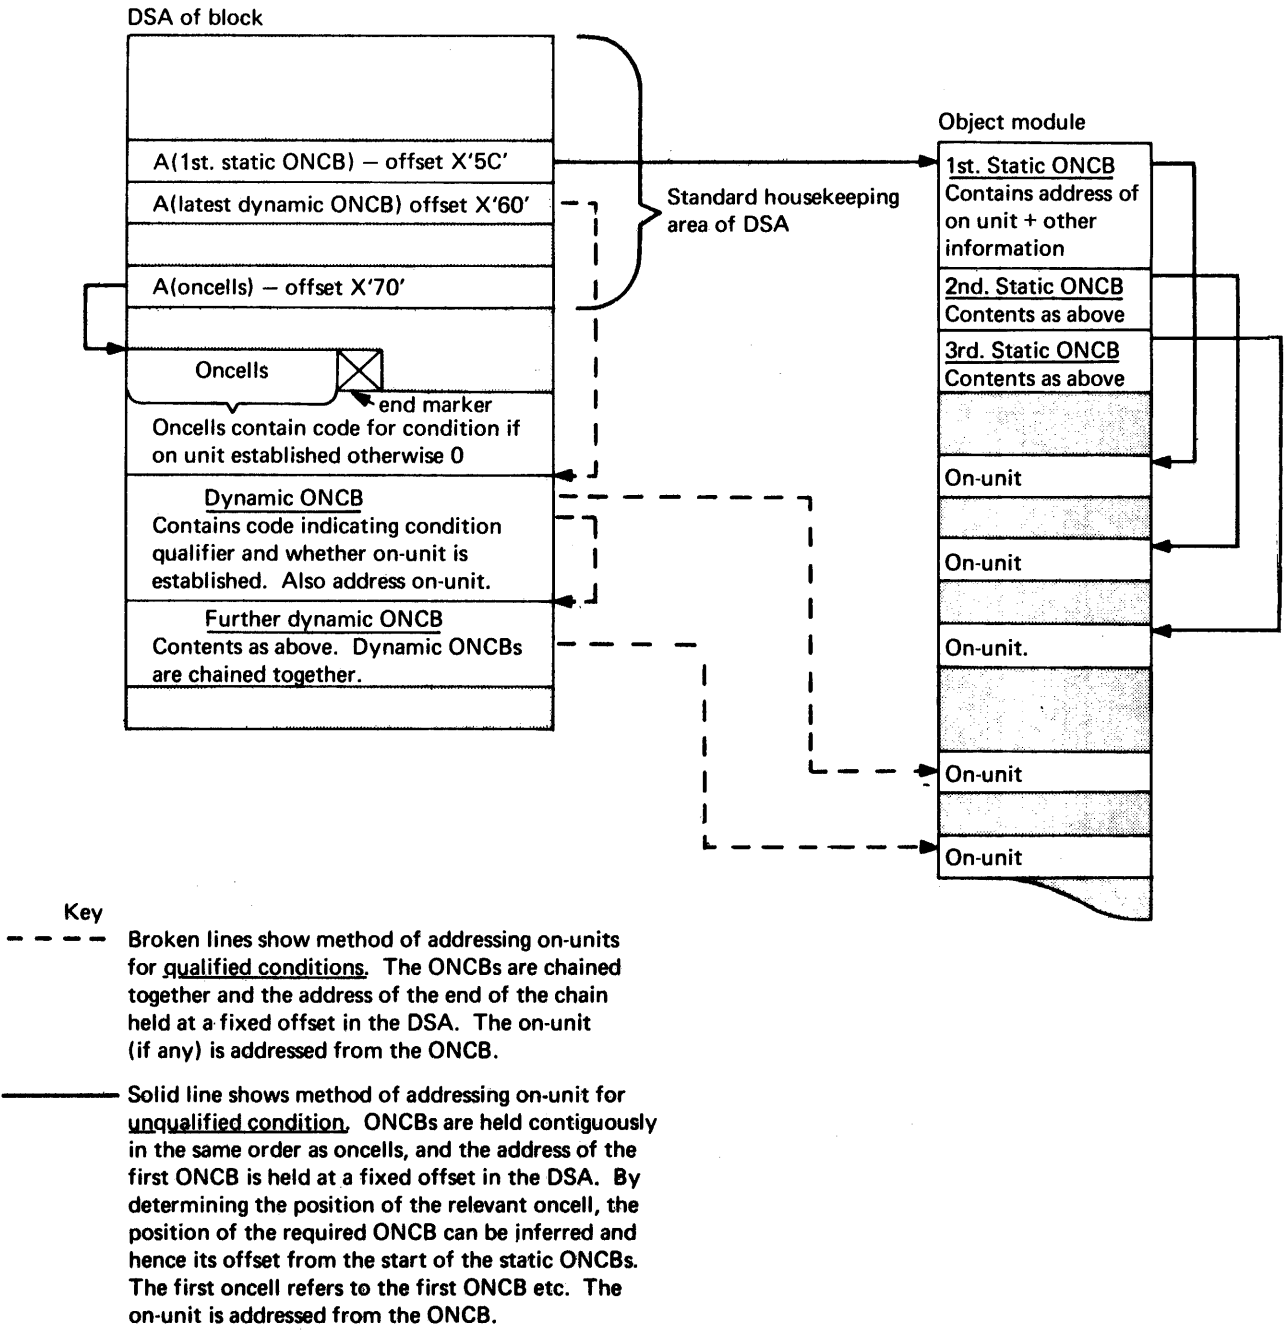 DSA of block
A(1st. static ONCB) – offset X'5C'
A(latest dynamic ONCB) offset X'60'
A(oncells) – offset X'70'
Oncells
end marker
Oncells contain code for condition if
on unit established otherwise 0
Dynamic ONCB
Contains code indicating condition
qualifier and whether on-unit is
established. Also address on-unit.
Further dynamic ONCB
Contents as above. Dynamic ONCBs
are chained together.
Standard housekeeping
area of DSA
Object module
1st. Static ONCB
Contains address of
on unit + other
information
2nd. Static ONCB
Contents as above
3rd. Static ONCB
Contents as above
On-unit
On-unit
On-unit.
On-unit
On-unit
Key
Broken lines show method of addressing on-units
for qualified conditions. The ONCBs are chained
together and the address of the end of the chain
held at a fixed offset in the DSA. The on-unit
(if any) is addressed from the ONCB.
Solid line shows method of addressing on-unit for
unqualified condition. ONCBs are held contiguously
in the same order as oncells, and the address of the
first ONCB is held at a fixed offset in the DSA. By
determining the position of the relevant oncell, the
position of the required ONCB can be inferred and
hence its offset from the start of the static ONCBs.
The first oncell refers to the first ONCB etc. The
on-unit is addressed from the ONCB.